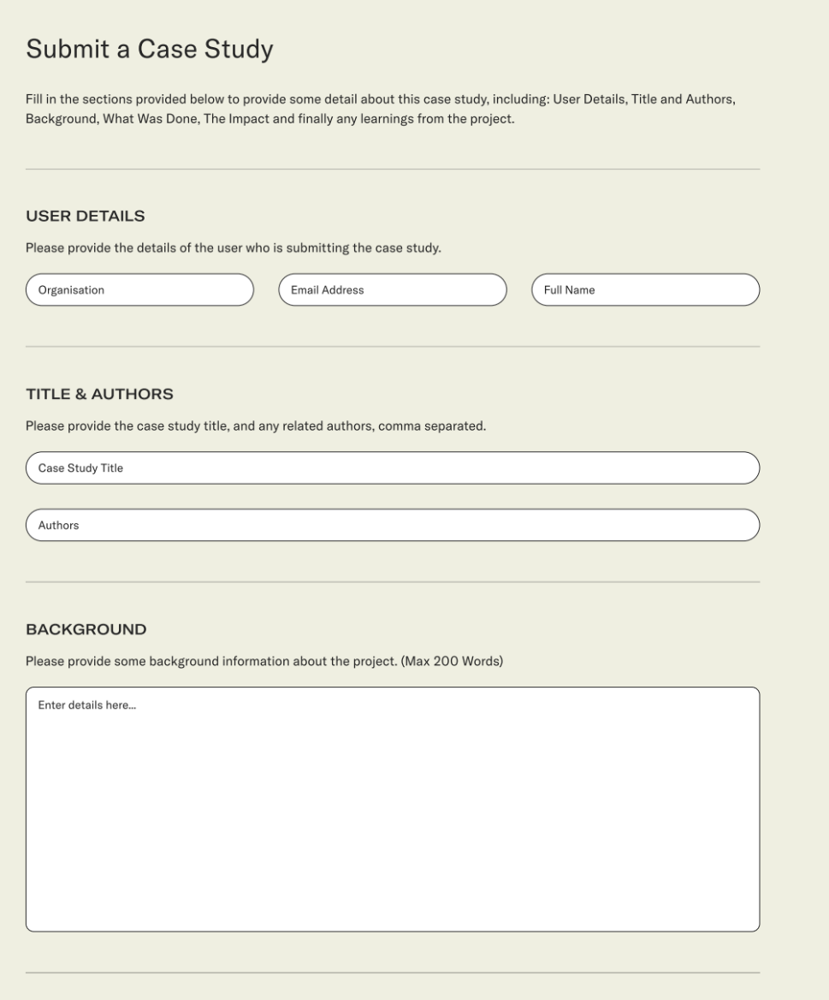 Submit a Case Study
Fill in the sections provided below to provide some detail about this case study, including: User Details, Title and Authors,
Background, What Was Done, The Impact and finally any learnings from the project.
USER DETAILS
Please provide the details of the user who is submitting the case study.
Organisation
Email Address
Full Name
TITLE & AUTHORS
Please provide the case study title, and any related authors, comma separated.
Case Study Title
Authors
BACKGROUND
Please provide some background information about the project. (Max 200 Words)
Enter details here...